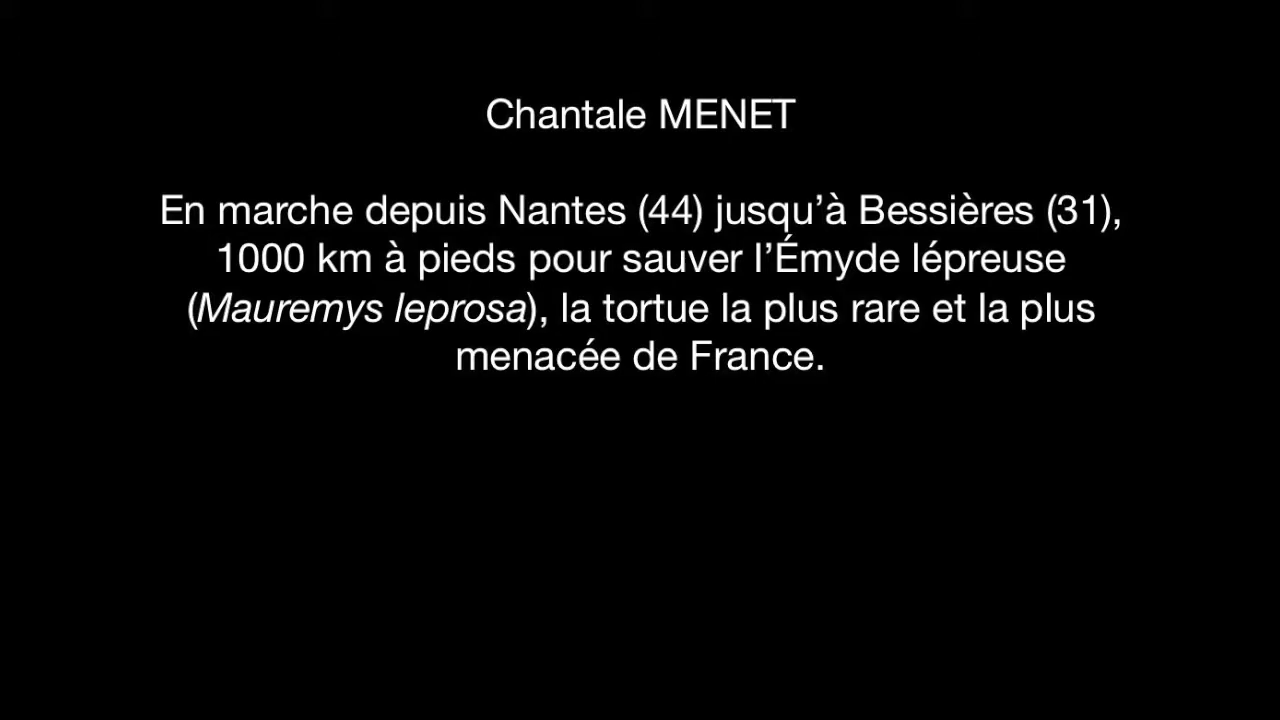 Chantale MENET
En marche depuis Nantes (44) jusqu’à Bessières (31),
1000 km à pieds pour sauver l’Émyde lépreuse
(Mauremys leprosa), la tortue la plus rare et la plus
menacée de France.